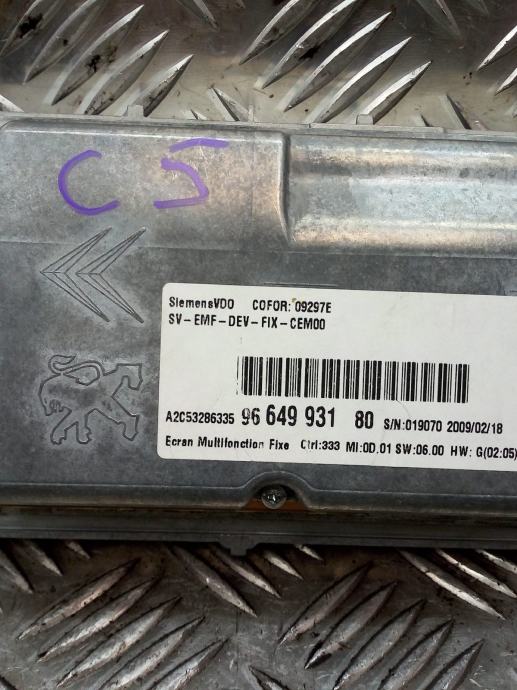 C5
SiemensVDO COFOR: 09297E
SV-EMF-DEV-FIX-CEM00
A2C53286335 96 649 931 80 S/N:019070 2009/02/18
Ecran Multifonction Fixe Ctrl:333 MI:0D.01 SW:06.00 HW: G(02:05)